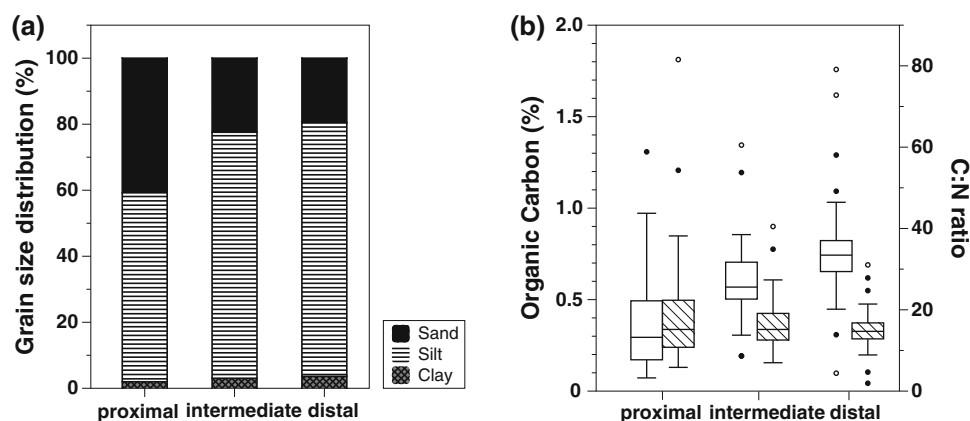 (a)
Grain size distribution (%)
100
80
60
40
20
0
proximal intermediate distal
Sand
Silt
Clay
(b)
Organic Carbon (%)
2.0
1.5
1.0
0.5
0
proximal intermediate distal
80
60
40
20
0
C:N ratio